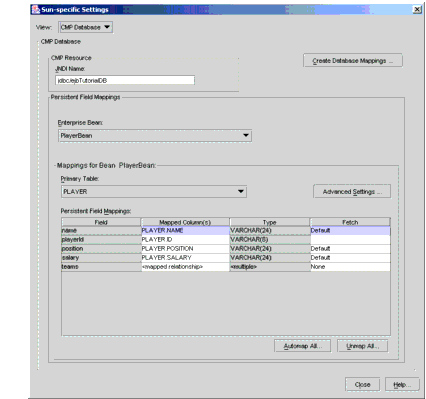 Sun-specific Settings
View: CMP Database
CMP Database
CMP Resource
JNDI Name:
jdbc/ejbTutorialDB
Create Database Mappings ...
Persistent Field Mappings
Enterprise Bean:
PlayerBean
Mappings for Bean PlayerBean:
Primary Table:
PLAYER
Advanced Settings ...
Persistent Field Mappings:
Field Mapped Column(s) Type Fetch
name PLAYER.NAME VARCHAR(24) Default
playerId PLAYER.ID VARCHAR(8)
position PLAYER.POSITION VARCHAR(24) Default
salary PLAYER.SALARY VARCHAR(24) Default
teams <mapped relationship> <multiple> None
Automap All... Unmap All...
Close Help...